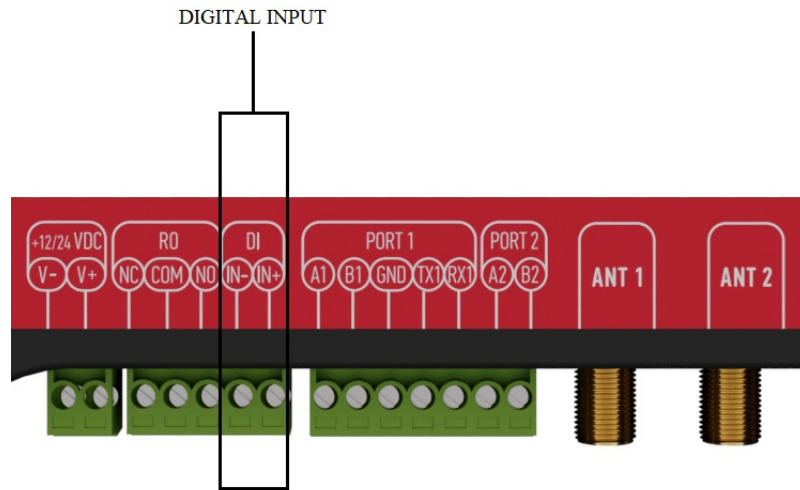 DIGITAL INPUT
+12/24 VDC RO DI PORT 1 PORT 2
V- V+ NC COM NO IN- IN+ A1 B1 GND TX1 RX1 A2 B2
ANT 1 ANT 2